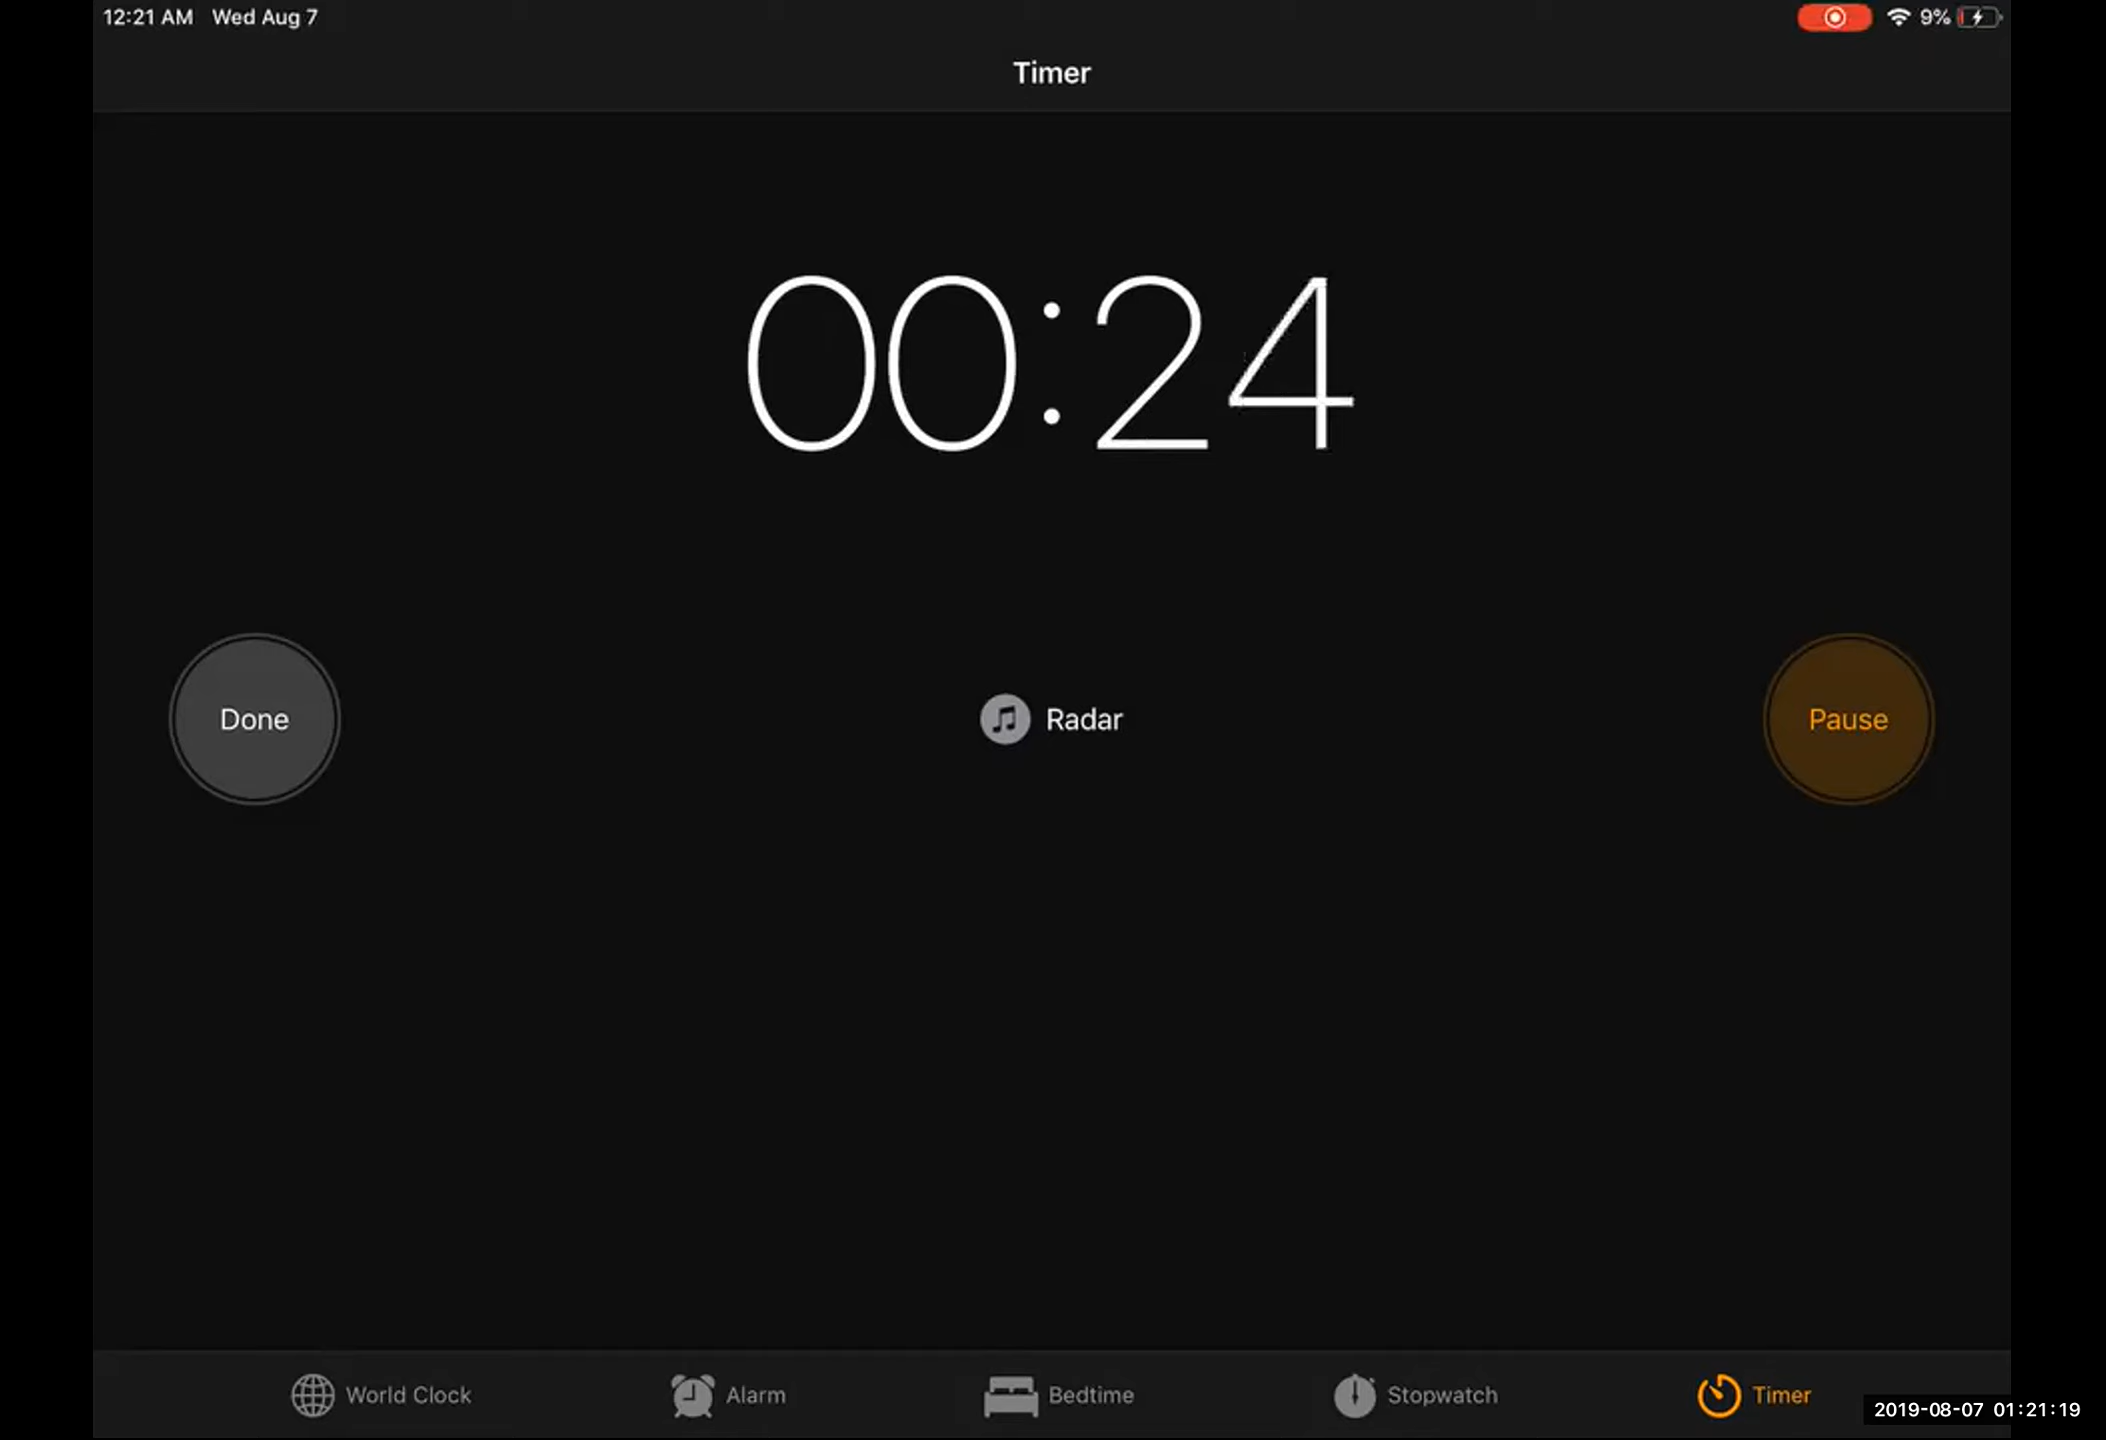 12:21 AM Wed Aug 7
9%
Timer
00:24
Done
Radar
Pause
World Clock
Alarm
Bedtime
Stopwatch
Timer
2019-08-07 01:21:19